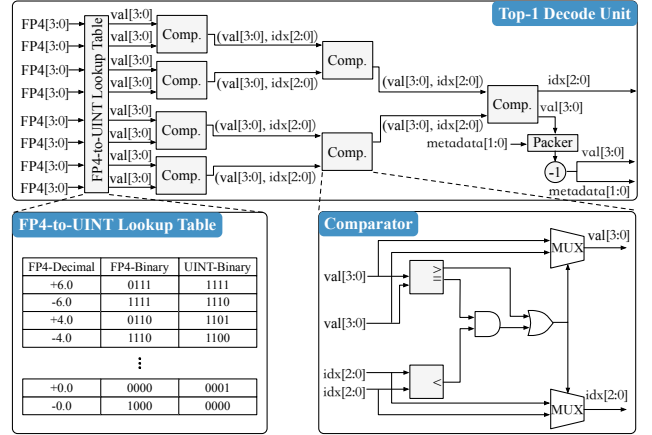 Top-1 Decode Unit
FP4[3:0]
FP4[3:0]
FP4[3:0]
FP4[3:0]
FP4[3:0]
FP4[3:0]
FP4[3:0]
FP4[3:0]
FP4-to-UINT Lookup Table
val[3:0]
val[3:0]
val[3:0]
val[3:0]
val[3:0]
val[3:0]
val[3:0]
val[3:0]
Comp.
Comp.
Comp.
Comp.
(val[3:0], idx[2:0])
(val[3:0], idx[2:0])
(val[3:0], idx[2:0])
(val[3:0], idx[2:0])
Comp.
Comp.
(val[3:0], idx[2:0])
(val[3:0], idx[2:0])
Comp.
idx[2:0]
val[3:0]
metadata[1:0]
Packer
-1
val[3:0]
metadata[1:0]
FP4-to-UINT Lookup Table
FP4-Decimal FP4-Binary UINT-Binary
+6.0 0111 1111
-6.0 1111 1110
+4.0 0110 1101
-4.0 1110 1100
⋮
+0.0 0000 0001
-0.0 1000 0000
Comparator
val[3:0]
val[3:0]
idx[2:0]
idx[2:0]
>
=
<
MUX
val[3:0]
MUX
idx[2:0]